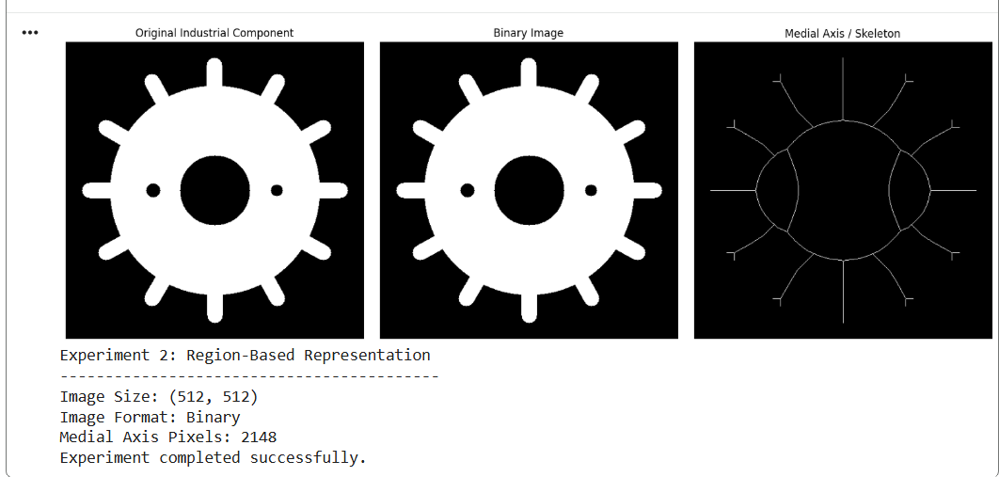 Original Industrial Component
Binary Image
Medial Axis / Skeleton
Experiment 2: Region-Based Representation
------------------------------------------
Image Size: (512, 512)
Image Format: Binary
Medial Axis Pixels: 2148
Experiment completed successfully.